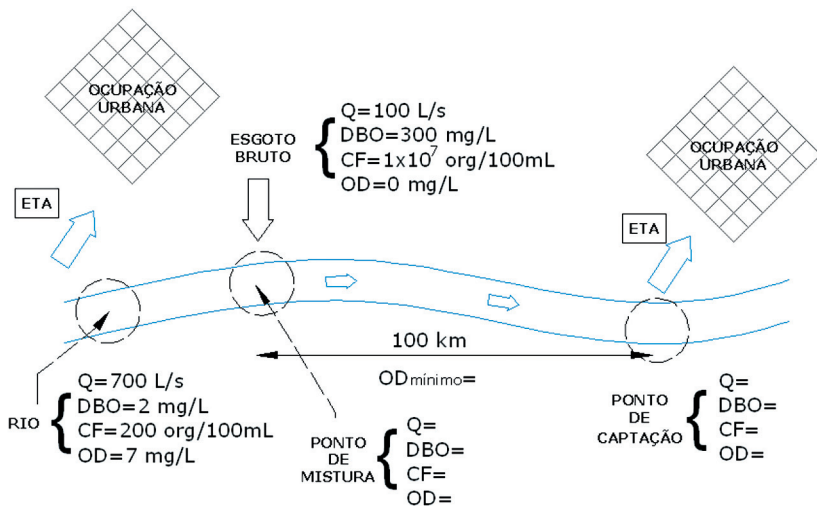 OCUPAÇÃO
URBANA
ETA
ESGOTO
BRUTO
Q=100 L/s
DBO=300 mg/L
CF=1x10⁷ org/100mL
OD=0 mg/L
OCUPAÇÃO
URBANA
ETA
RIO
Q=700 L/s
DBO=2 mg/L
CF=200 org/100mL
OD=7 mg/L
100 km
ODmínimo=
PONTO
DE
MISTURA
Q=
DBO=
CF=
OD=
PONTO
DE
CAPTAÇÃO
Q=
DBO=
CF=
OD=